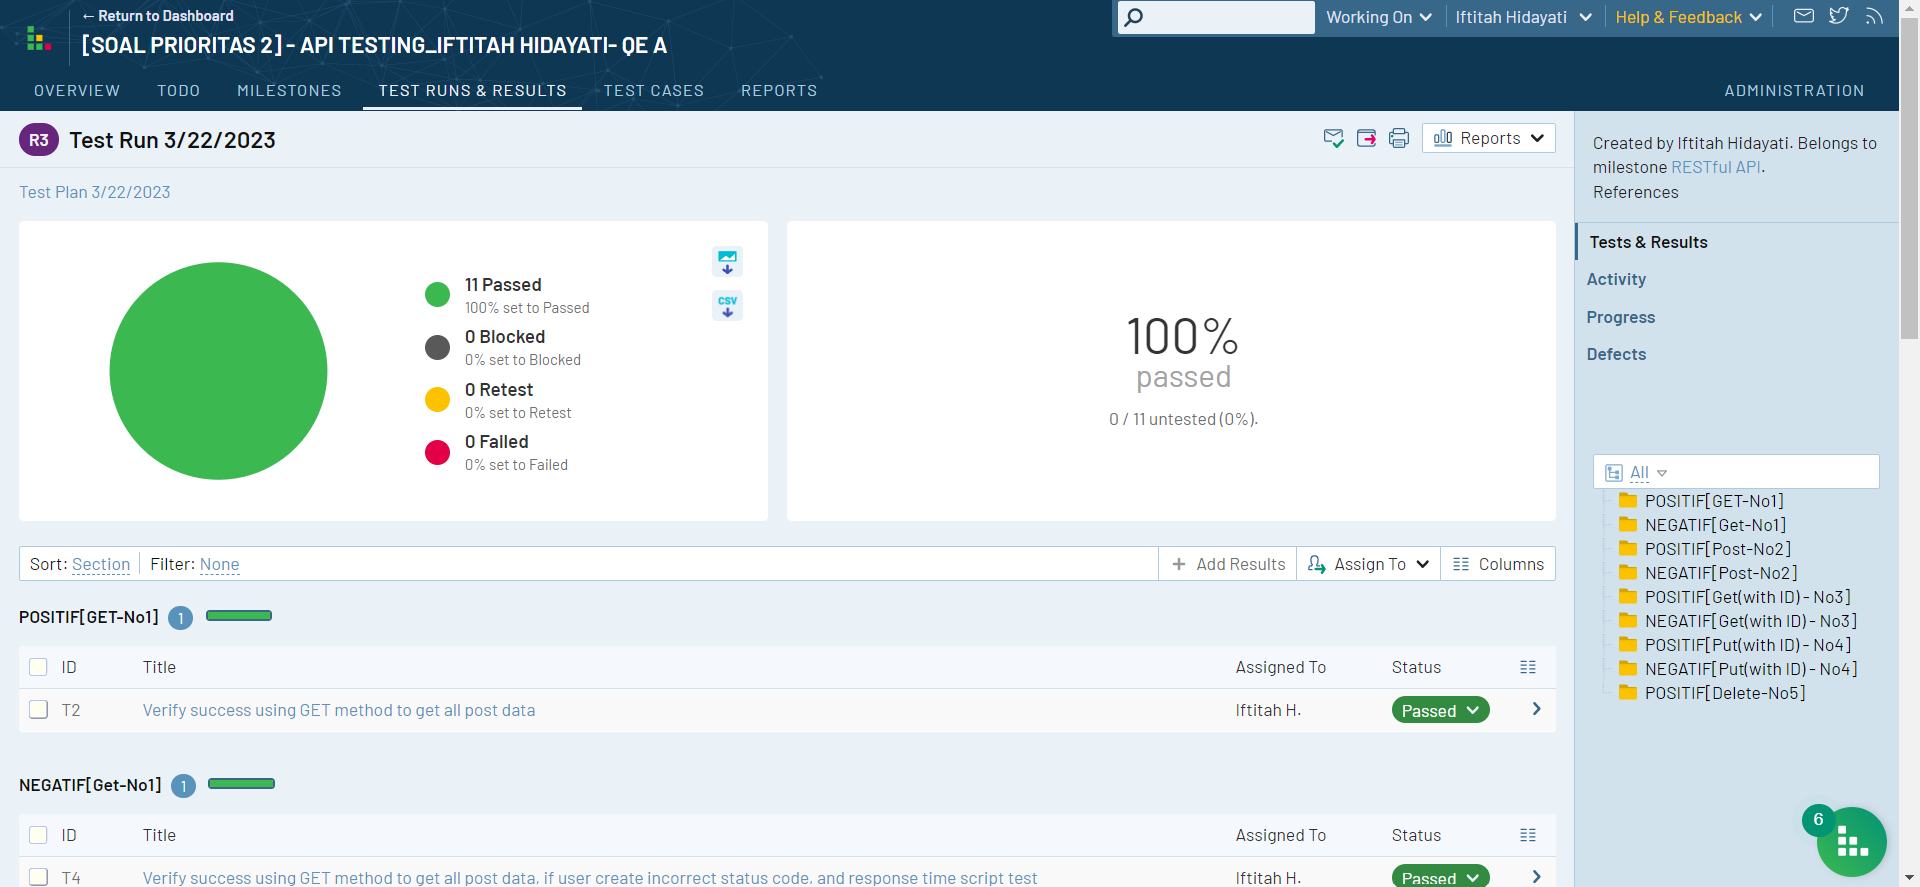 ← Return to Dashboard
[SOAL PRIORITAS 2] - API TESTING_IFTITAH HIDAYATI- QE A
Working On
Iftitah Hidayati
Help & Feedback
OVERVIEW
TODO
MILESTONES
TEST RUNS & RESULTS
TEST CASES
REPORTS
ADMINISTRATION
R3
Test Run 3/22/2023
Reports
Test Plan 3/22/2023
11 Passed
100% set to Passed
0 Blocked
0% set to Blocked
0 Retest
0% set to Retest
0 Failed
0% set to Failed
CSV
100%
passed
0 / 11 untested (0%).
Created by Iftitah Hidayati. Belongs to
milestone RESTful API.
References
Tests & Results
Activity
Progress
Defects
All
POSITIF[GET-No1]
NEGATIF[Get-No1]
POSITIF[Post-No2]
NEGATIF[Post-No2]
POSITIF[Get(with ID) - No3]
NEGATIF[Get(with ID) - No3]
POSITIF[Put(with ID) - No4]
NEGATIF[Put(with ID) - No4]
POSITIF[Delete-No5]
Sort: Section
Filter: None
+ Add Results
Assign To
Columns
POSITIF[GET-No1] 1
ID Title Assigned To Status
T2 Verify success using GET method to get all post data Iftitah H. Passed
NEGATIF[Get-No1] 1
ID Title Assigned To Status
T4 Verify success using GET method to get all post data, if user create incorrect status code, and response time script test Iftitah H. Passed
6